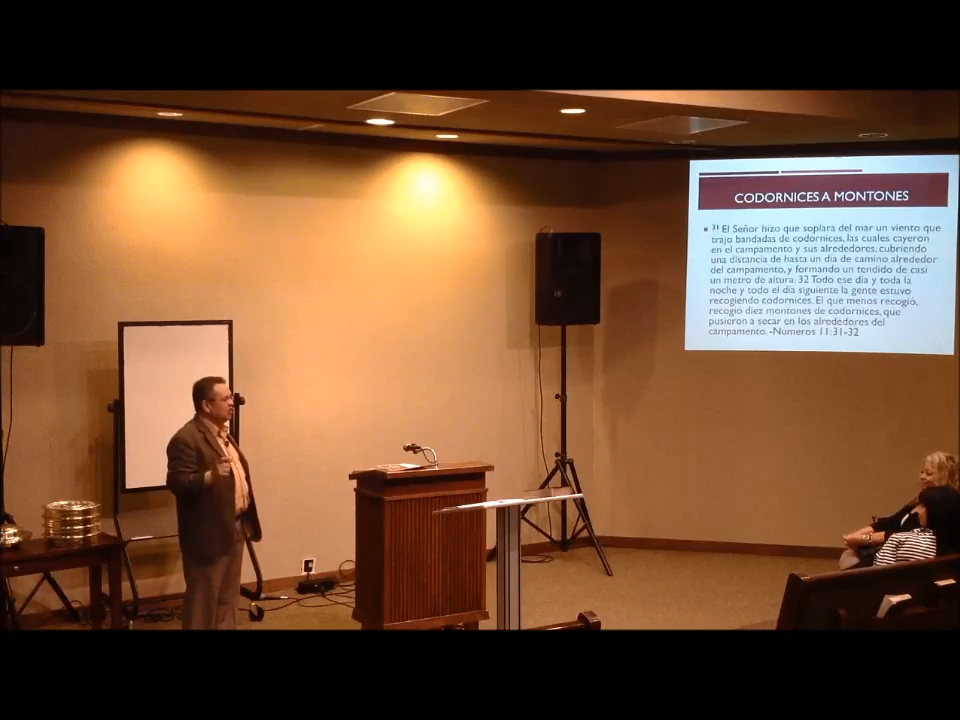 CODORNICES A MONTONES
31 El Señor hizo que soplara del mar un viento que
trajo bandadas de codornices, las cuales cayeron
en el campamento y sus alrededores, cubriendo
una distancia de hasta un día de camino alrededor
del campamento, y formando un tendido de casi
un metro de altura. 32 Todo ese día y toda la
noche y todo el día siguiente la gente estuvo
recogiendo codornices. El que menos recogió,
recogio diez montones de codornices, que
pusieron a secar en los alrededores del
campamento. -Numeros 11:31-32